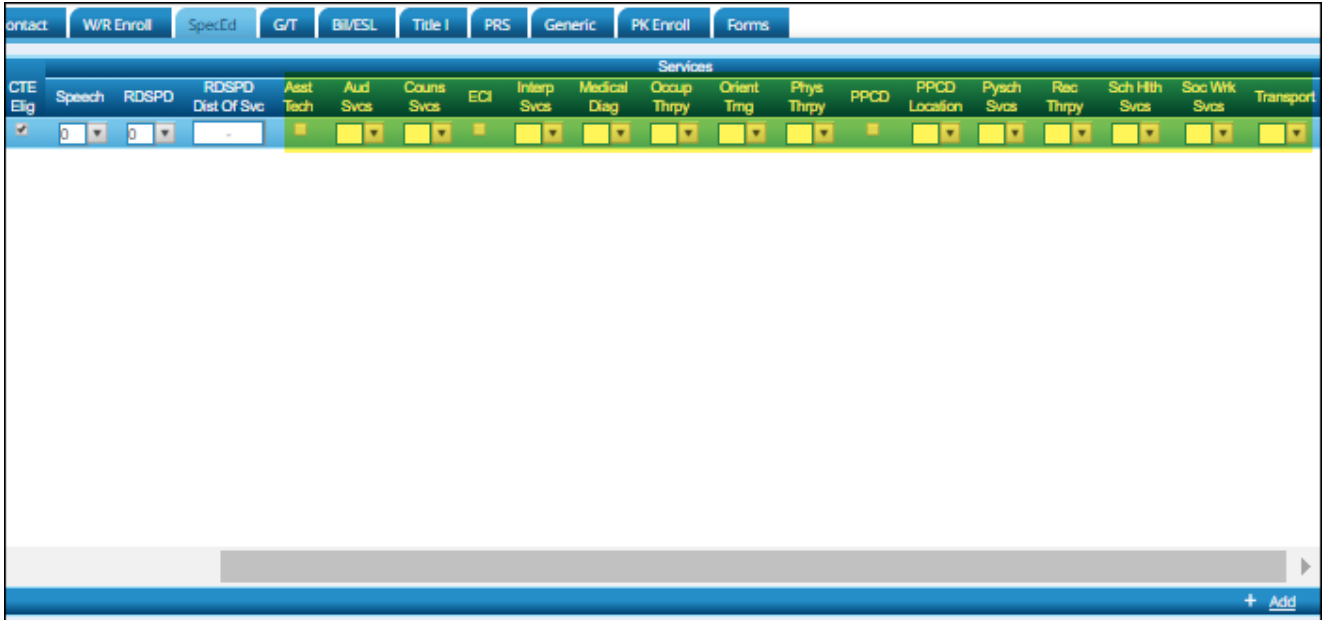 ontact W/R Enroll SpecEd G/T Bil/ESL Title I PRS Generic PK Enroll Forms
Services
CTE Elig Speech RDSPD RDSPD Dist Of Svc Asst Tech Aud Svcs Couns Svcs ECI Interp Svcs Medical Diag Occup Thrpy Orient Trng Phys Thrpy PPCD PPCD Location Pysch Svcs Rec Thrpy Sch Hlth Svcs Soc Wrk Svcs Transport
0 0 -
+ Add